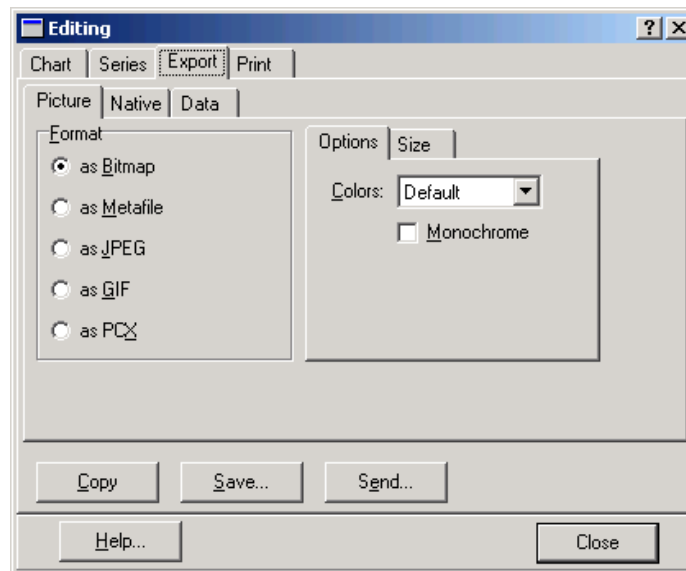 Editing
Chart Series Export Print
Picture Native Data
Format
as Bitmap
as Metafile
as JPEG
as GIF
as PCX
Options Size
Colors: Default
Monochrome
Copy Save... Send...
Help... Close